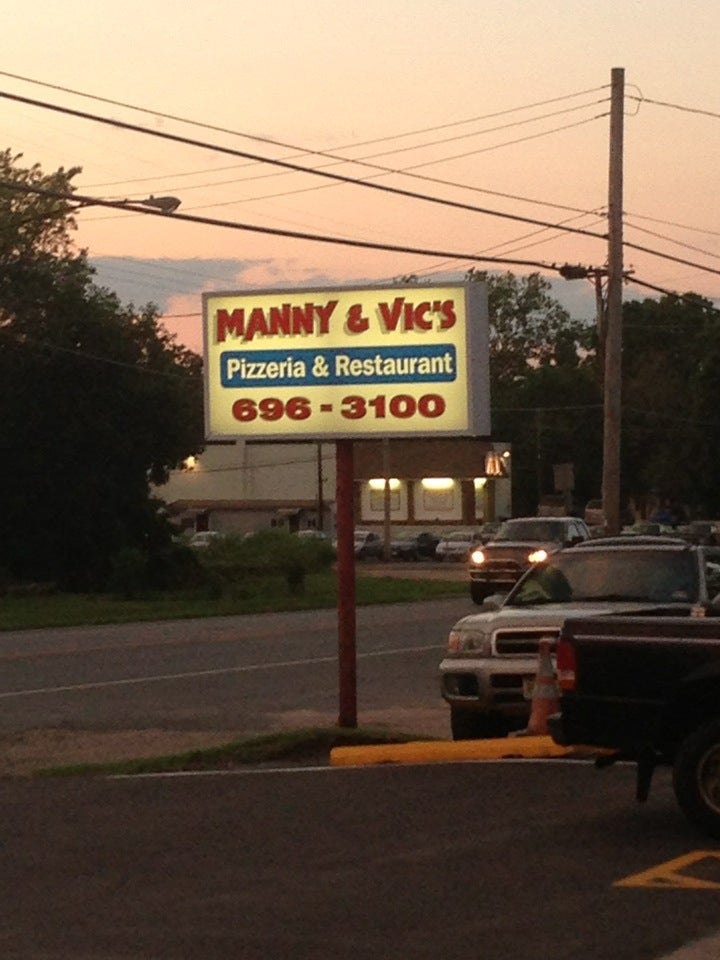 MANNY & VIC'S
Pizzeria & Restaurant
696-3100